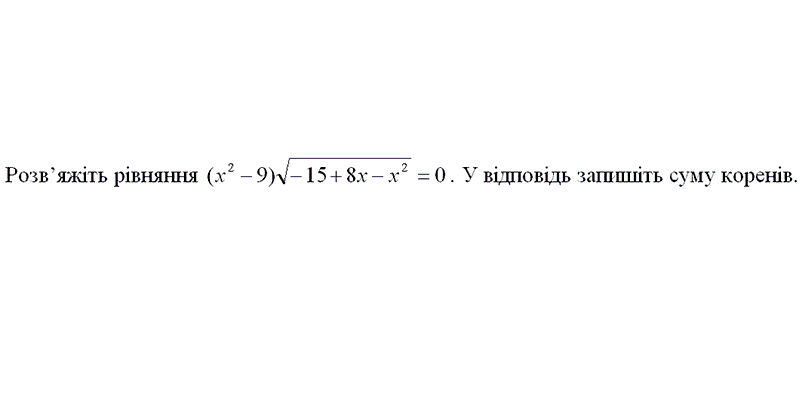 Розв’яжіть рівняння (x² − 9)√(−15 + 8x − x²) = 0. У відповідь запишіть суму коренів.